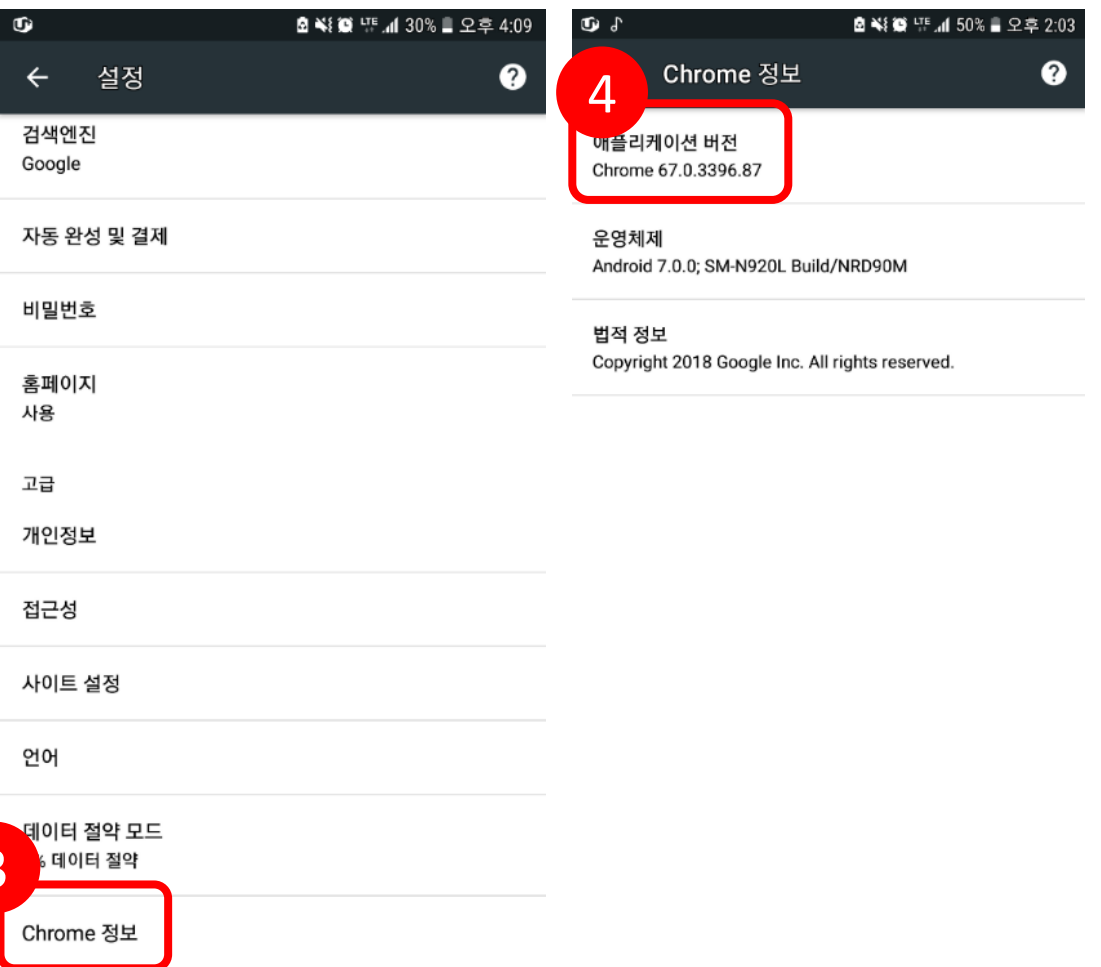 LTE 30% 오후 4:09
설정
검색엔진
Google
자동 완성 및 결제
비밀번호
홈페이지
사용
고급
개인정보
접근성
사이트 설정
언어
데이터 절약 모드
% 데이터 절약
3
Chrome 정보
LTE 50% 오후 2:03
4
Chrome 정보
애플리케이션 버전
Chrome 67.0.3396.87
운영체제
Android 7.0.0; SM-N920L Build/NRD90M
법적 정보
Copyright 2018 Google Inc. All rights reserved.